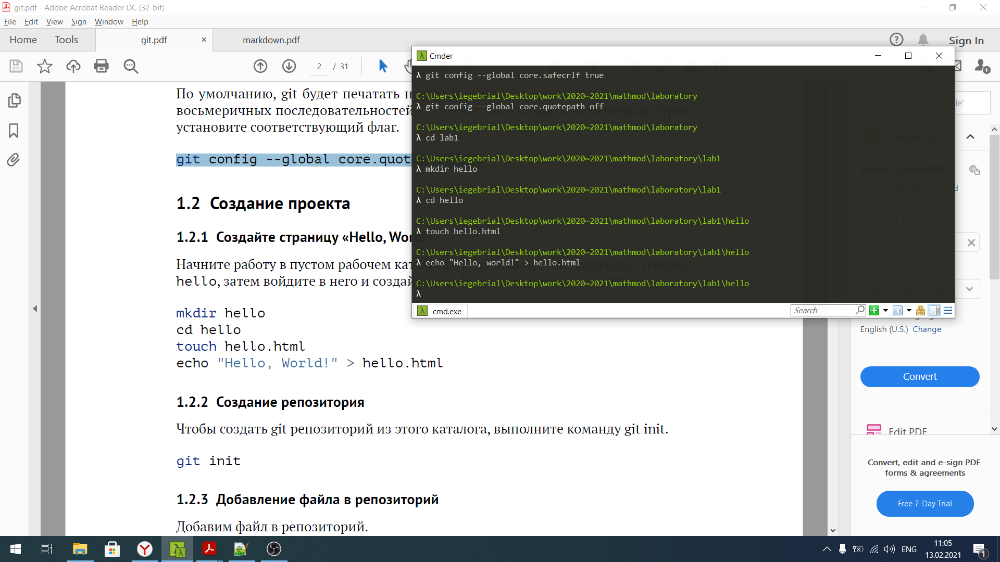 git.pdf - Adobe Acrobat Reader DC (32-bit)
File Edit View Sign Window Help
Home Tools git.pdf × markdown.pdf Sign In
2 / 31
По умолчанию, git будет печатать
восьмеричных последовательностей
установите соответствующий флаг.
git config --global core.quot
1.2 Создание проекта
1.2.1 Создайте страницу «Hello, World»
Начните работу в пустом рабочем
hello, затем войдите в него и
mkdir hello
cd hello
touch hello.html
echo "Hello, World!" > hello.html
1.2.2 Создание репозитория
Чтобы создать git репозиторий из этого каталога, выполните команду git init.
git init
1.2.3 Добавление файла в репозиторий
Добавим файл в репозиторий.
Cmder
λ git config --global core.safecrlf true
C:\Users\iegebrial\Desktop\work\2020~2021\mathmod\laboratory
λ git config --global core.quotepath off
C:\Users\iegebrial\Desktop\work\2020~2021\mathmod\laboratory
λ cd lab1
C:\Users\iegebrial\Desktop\work\2020~2021\mathmod\laboratory\lab1
λ mkdir hello
C:\Users\iegebrial\Desktop\work\2020~2021\mathmod\laboratory\lab1
λ cd hello
C:\Users\iegebrial\Desktop\work\2020~2021\mathmod\laboratory\lab1\hello
λ touch hello.html
C:\Users\iegebrial\Desktop\work\2020~2021\mathmod\laboratory\lab1\hello
λ echo "Hello, world!" > hello.html
C:\Users\iegebrial\Desktop\work\2020~2021\mathmod\laboratory\lab1\hello
λ
cmd.exe
Search
Convert PDF
Adobe Convert PDF
English (U.S.) Change
Convert
Edit PDF
Convert, edit and e-sign PDF
forms & agreements
Free 7-Day Trial
ENG
11:05
13.02.2021
1